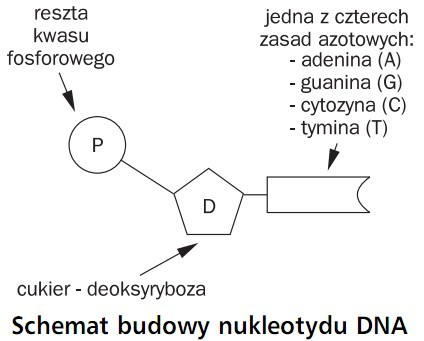 reszta
kwasu
fosforowego
jedna z czterech
zasad azotowych:
- adenina (A)
- guanina (G)
- cytozyna (C)
- tymina (T)
P
D
cukier - deoksyryboza
Schemat budowy nukleotydu DNA